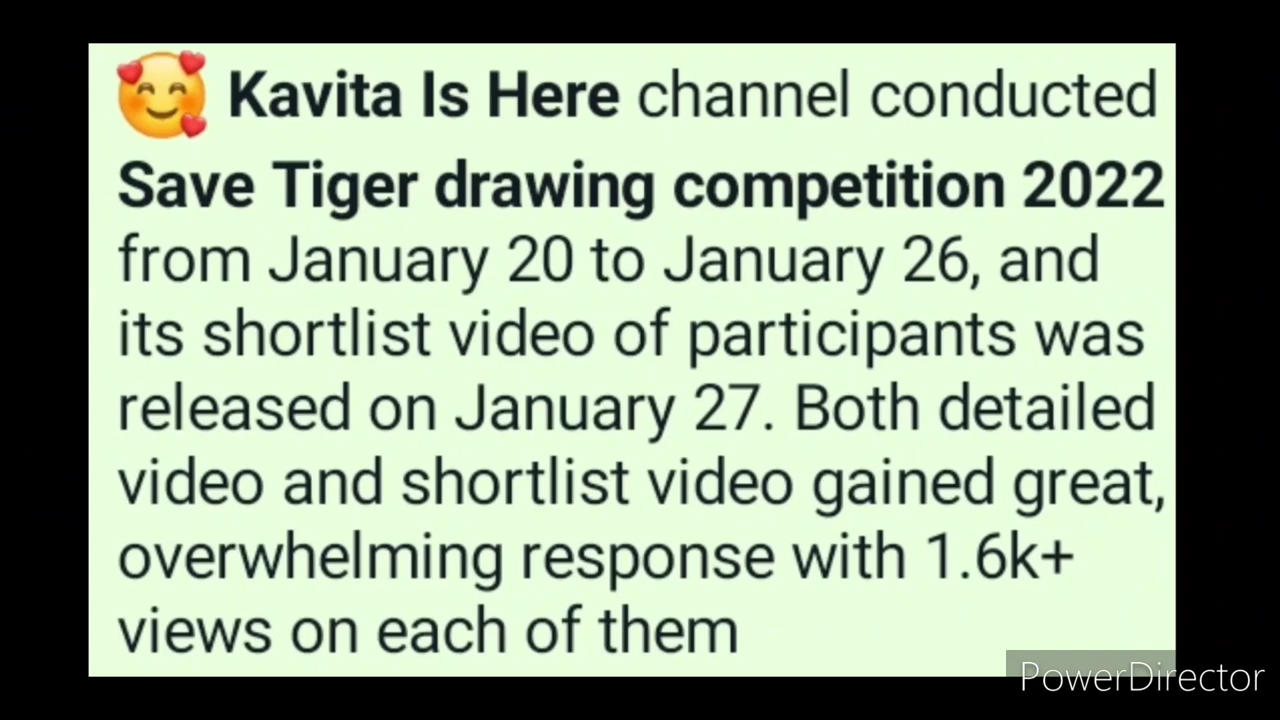 🥰 Kavita Is Here channel conducted
Save Tiger drawing competition 2022
from January 20 to January 26, and
its shortlist video of participants was
released on January 27. Both detailed
video and shortlist video gained great,
overwhelming response with 1.6k+
views on each of them
PowerDirector